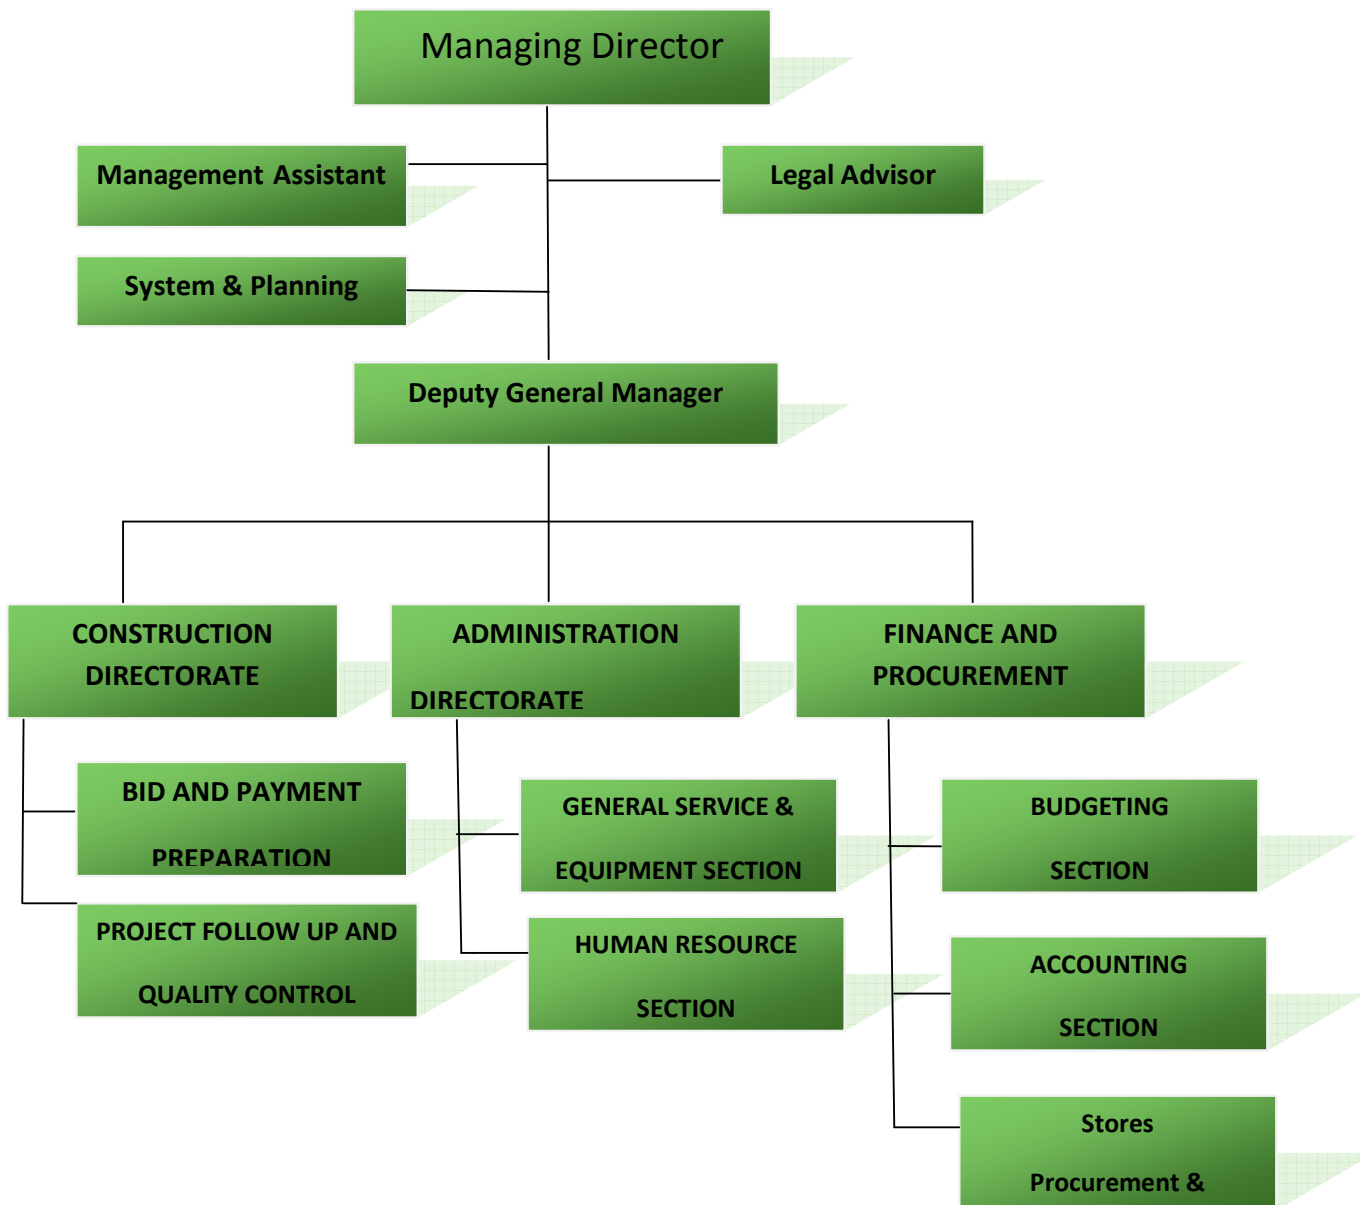 Managing Director
Management Assistant
Legal Advisor
System & Planning
Deputy General Manager
CONSTRUCTION
DIRECTORATE
ADMINISTRATION
DIRECTORATE
FINANCE AND
PROCUREMENT
BID AND PAYMENT
PREPARATION
PROJECT FOLLOW UP AND
QUALITY CONTROL
GENERAL SERVICE &
EQUIPMENT SECTION
HUMAN RESOURCE
SECTION
BUDGETING
SECTION
ACCOUNTING
SECTION
Stores
Procurement &